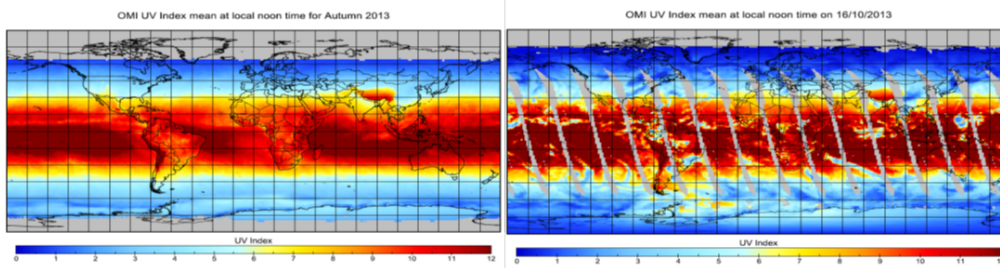 OMI UV Index mean at local noon time for Autumn 2013
UV Index
0 1 2 3 4 5 6 7 8 9 10 11 12
OMI UV Index mean at local noon time on 16/10/2013
UV Index
0 1 2 3 4 5 6 7 8 9 10 11